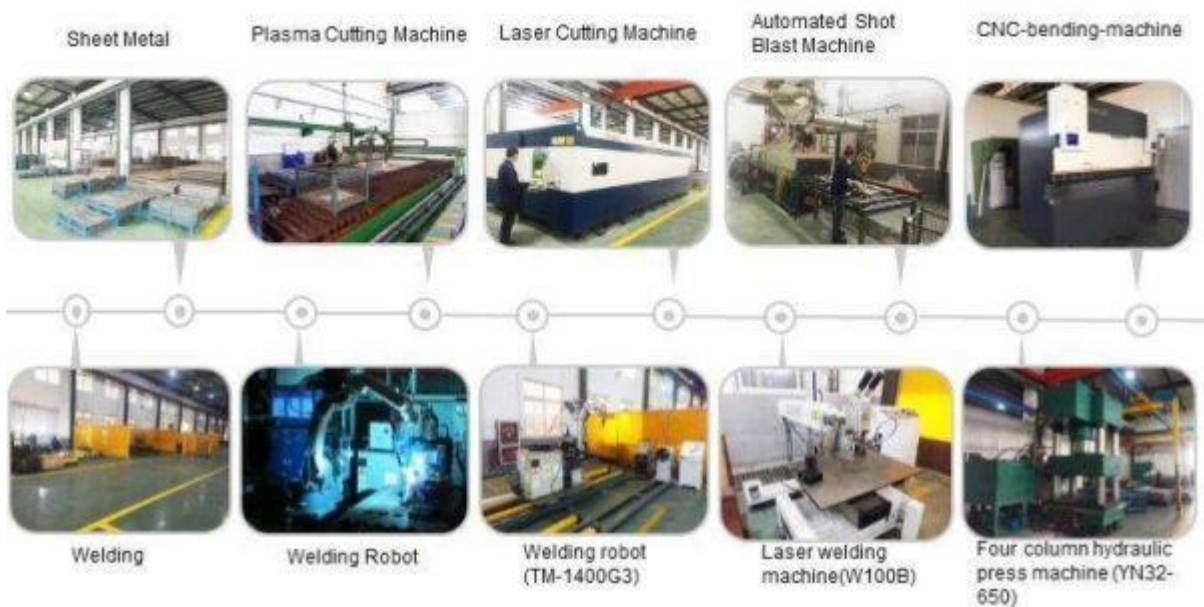 Sheet Metal
Plasma Cutting Machine
Laser Cutting Machine
Automated Shot
Blast Machine
CNC-bending-machine
Welding
Welding Robot
Welding robot
(TM-1400G3)
Laser welding
machine(W100B)
Four column hydraulic
press machine (YN32-
650)